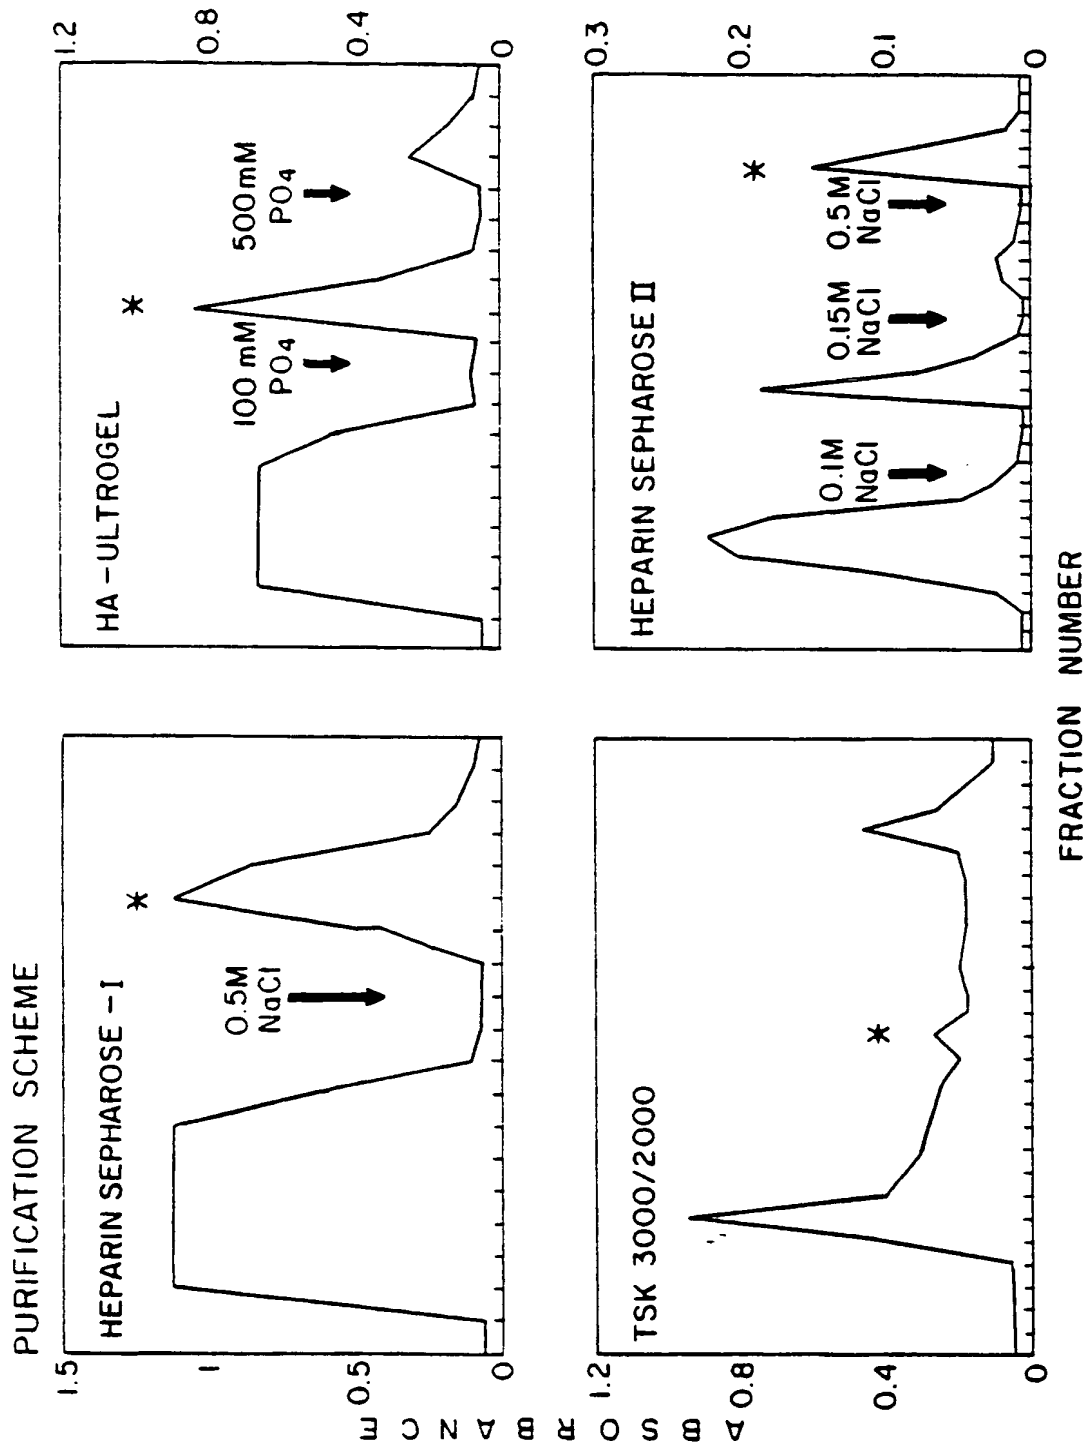 PURIFICATION SCHEME
HEPARIN SEPHAROSE - I
0.5M
NaCl
1.5
1
0.5
0
HA - ULTROGEL
100 mM
PO4
*
500mM
PO4
1.2
0.8
0.4
0
*
TSK 3000/2000
*
1.2
0.8
0.4
0
HEPARIN SEPHAROSE II
0.1M
NaCl
0.15M
NaCl
0.5M
NaCl
*
0.3
0.2
0.1
0
ABSORBANCE
FRACTION NUMBER